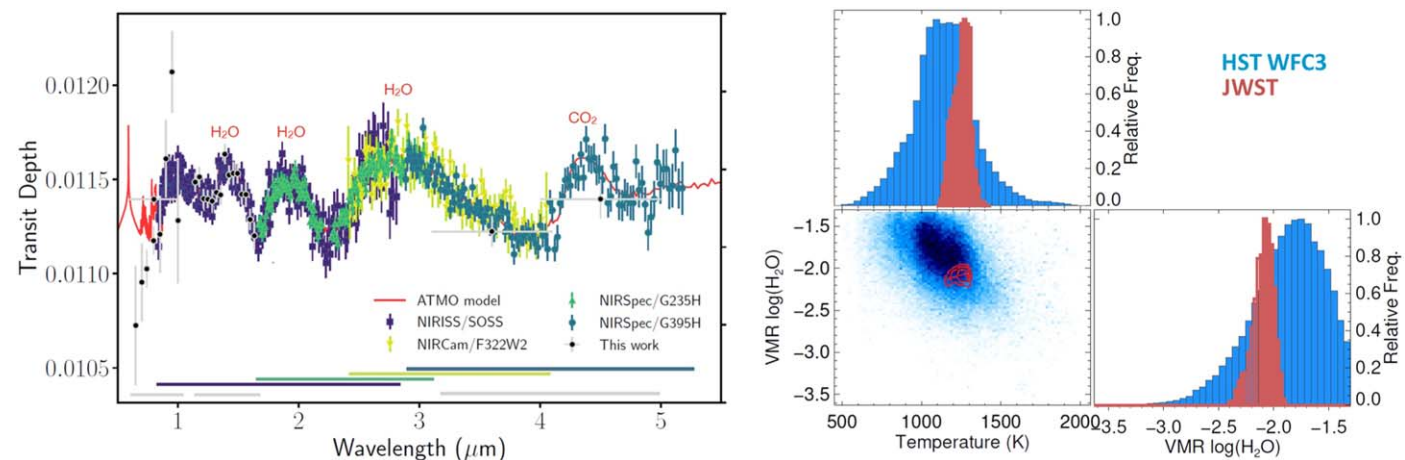 0.0120
0.0115
0.0110
0.0105
Transit Depth
H₂O
H₂O
H₂O
CO₂
ATMO model
NIRISS/SOSS
NIRCam/F322W2
NIRSpec/G235H
NIRSpec/G395H
This work
1 2 3 4 5
Wavelength (μm)
1.0
0.8
0.6
0.4
0.2
0.0
Relative Freq.
HST WFC3
JWST
−1.5
−2.0
−2.5
−3.0
−3.5
VMR log(H₂O)
500 1000 1500 2000
Temperature (K)
1.0
0.8
0.6
0.4
0.2
0.0
Relative Freq.
−3.5 −3.0 −2.5 −2.0 −1.5
VMR log(H₂O)